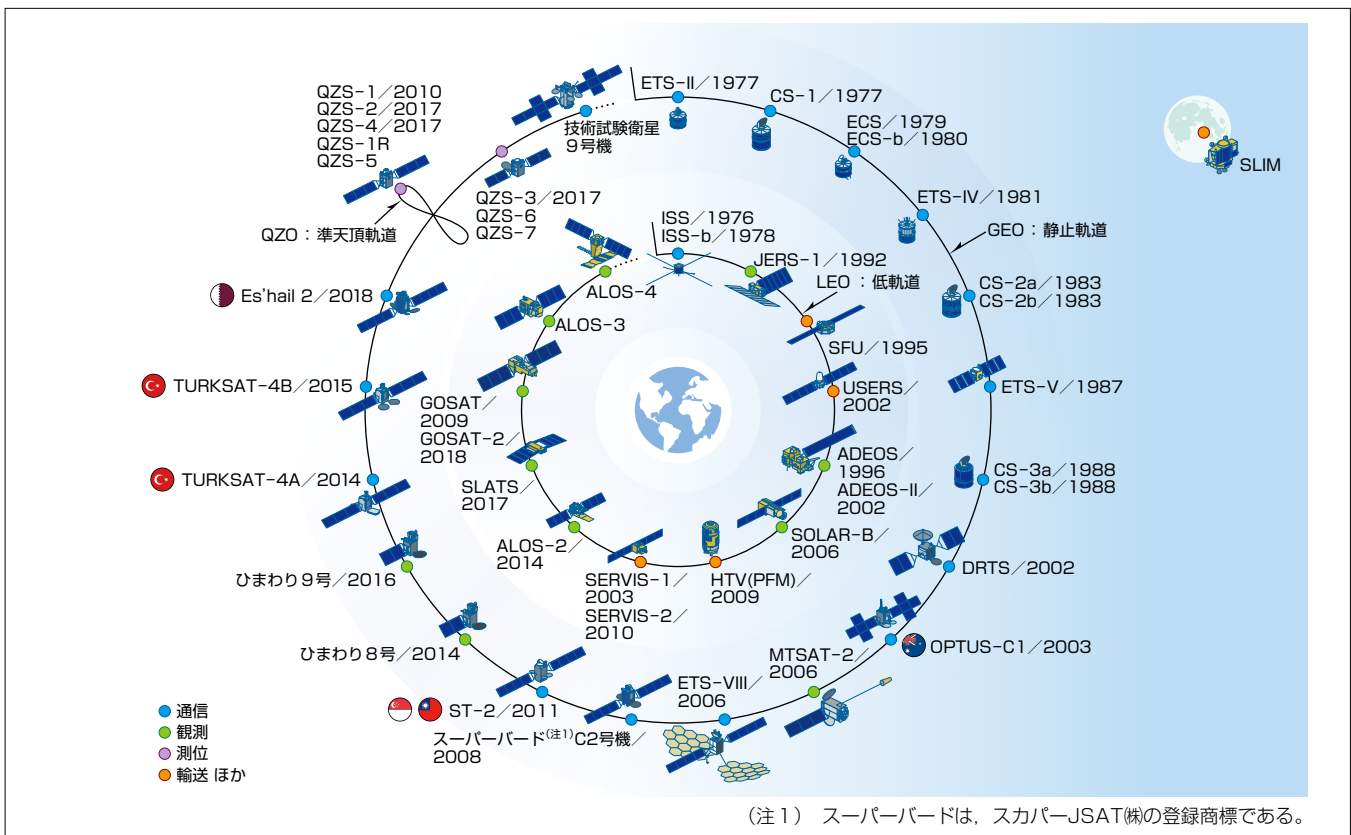 ETS-II／1977
CS-1／1977
ECS／1979
ECS-b／1980
ETS-IV／1981
GEO：静止軌道
CS-2a／1983
CS-2b／1983
ETS-V／1987
CS-3a／1988
CS-3b／1988
DRTS／2002
OPTUS-C1／2003
MTSAT-2／
2006
ETS-VIII／
2006
スーパーバード(注1)C2号機／
2008
ST-2／2011
ひまわり8号／2014
ひまわり9号／2016
TURKSAT-4A／2014
TURKSAT-4B／2015
Es'hail 2／2018
QZO：準天頂軌道
QZS-1／2010
QZS-2／2017
QZS-4／2017
QZS-1R
QZS-5
QZS-3／2017
QZS-6
QZS-7
技術試験衛星
9号機
ISS／1976
ISS-b／1978
JERS-1／1992
LEO：低軌道
SFU／1995
USERS／
2002
ADEOS／
1996
ADEOS-II／
2002
SOLAR-B／
2006
HTV(PFM)／
2009
SERVIS-1／
2003
SERVIS-2／
2010
ALOS-2／
2014
SLATS／
2017
GOSAT／
2009
GOSAT-2／
2018
ALOS-3
ALOS-4
SLIM
通信
観測
測位
輸送 ほか
(注1) スーパーバードは，スカパーJSAT㈱の登録商標である。